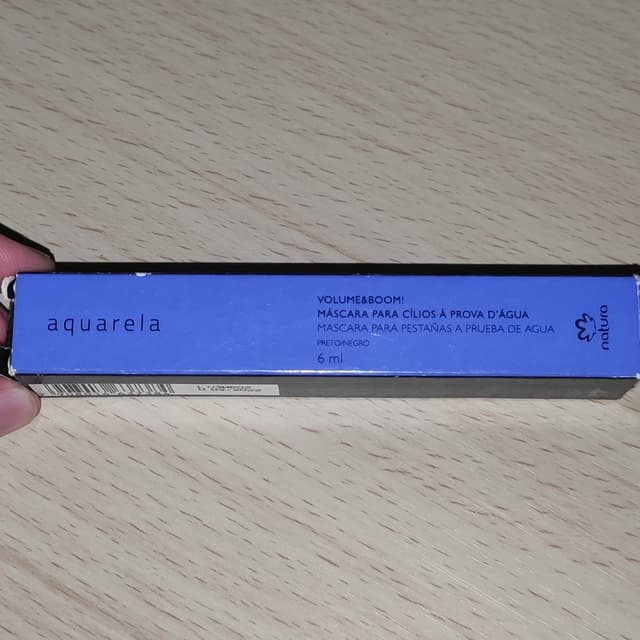 aquarela
VOLUME&BOOM!
MÁSCARA PARA CÍLIOS À PROVA D'ÁGUA
MASCARA PARA PESTAÑAS A PRUEBA DE AGUA
PRETO/NEGRO
6 ml
natura